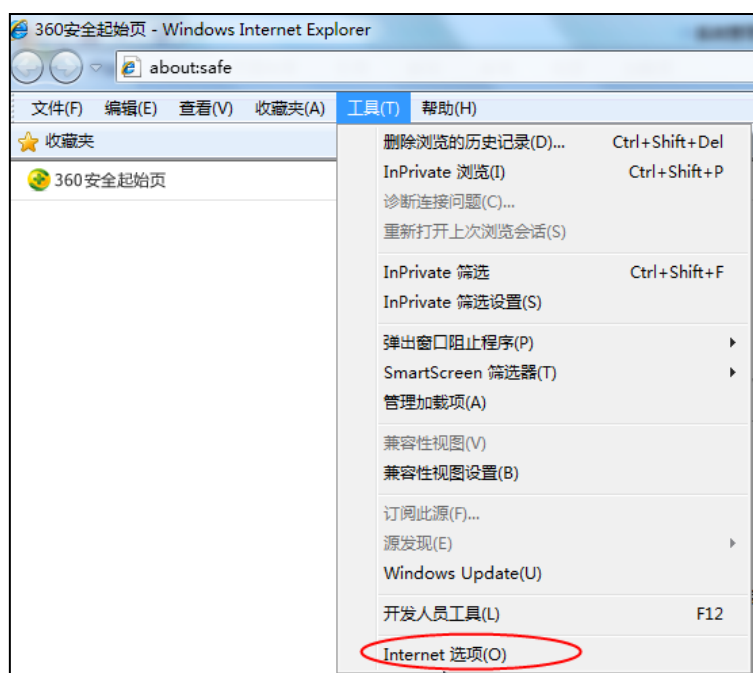 360安全起始页 - Windows Internet Explorer
about:safe
文件(F) 编辑(E) 查看(V) 收藏夹(A) 工具(T) 帮助(H)
收藏夹
360安全起始页
删除浏览的历史记录(D)... Ctrl+Shift+Del
InPrivate 浏览(I) Ctrl+Shift+P
诊断连接问题(C)...
重新打开上次浏览会话(S)
InPrivate 筛选 Ctrl+Shift+F
InPrivate 筛选设置(S)
弹出窗口阻止程序(P)
SmartScreen 筛选器(T)
管理加载项(A)
兼容性视图(V)
兼容性视图设置(B)
订阅此源(F)...
源发现(E)
Windows Update(U)
开发人员工具(L) F12
Internet 选项(O)